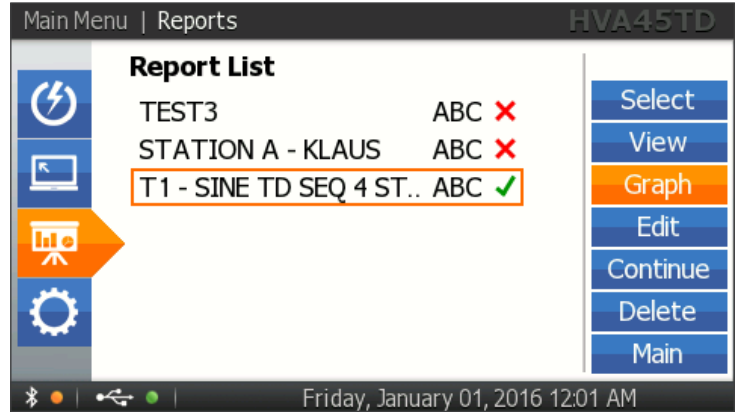 Main Menu | Reports HVA45TD
Report List
TEST3 ABC
STATION A - KLAUS ABC
T1 - SINE TD SEQ 4 ST.. ABC
Select
View
Graph
Edit
Continue
Delete
Main
Friday, January 01, 2016 12:01 AM